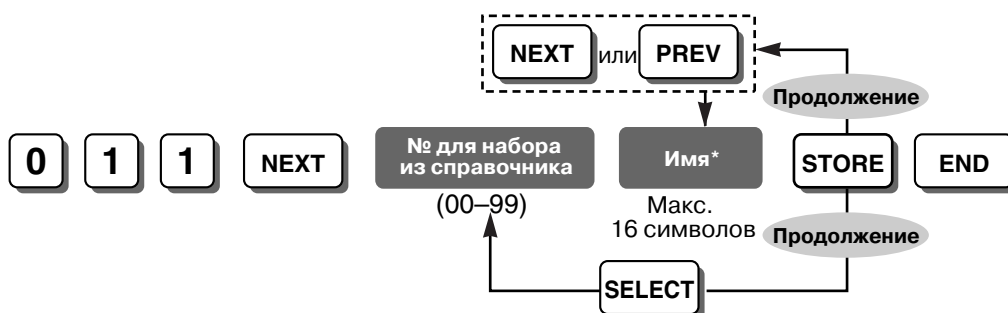 NEXT или PREV
Продолжение
0 1 1 NEXT № для набора из справочника Имя* STORE END
(00–99)
Макс.
16 символов
Продолжение
SELECT